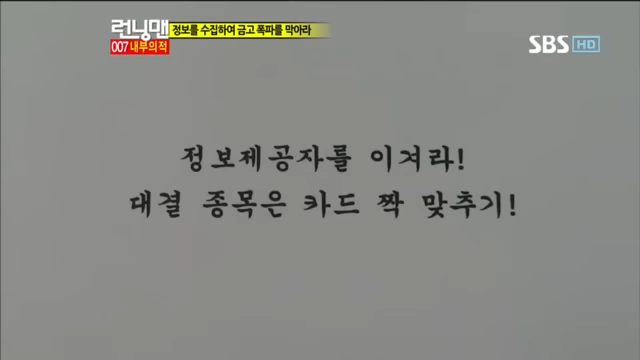 런닝맨 정보를 수집하여 금고 폭파를 막아라
007 내부의적
SBS HD
정보제공자를 이겨라!
대결 종목은 카드 짝 맞추기!